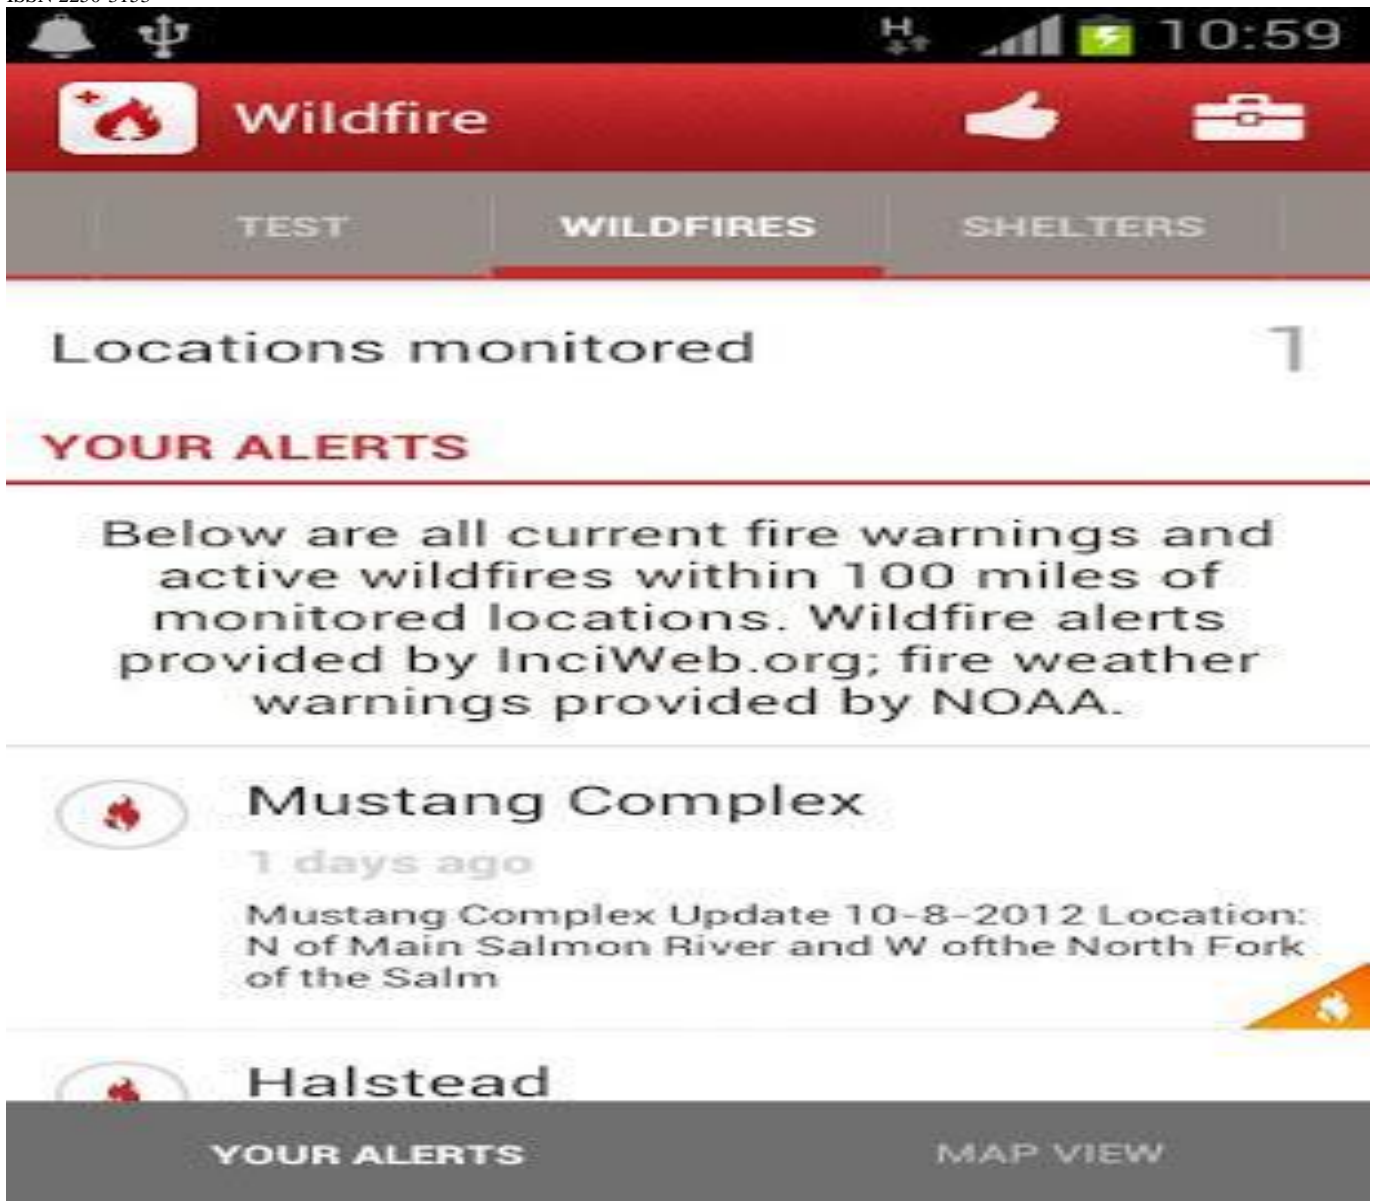 ISSN 2250-3153
H
10:59
Wildfire
TEST
WILDFIRES
SHELTERS
Locations monitored
1
YOUR ALERTS
Below are all current fire warnings and
active wildfires within 100 miles of
monitored locations. Wildfire alerts
provided by InciWeb.org; fire weather
warnings provided by NOAA.
Mustang Complex
1 days ago
Mustang Complex Update 10-8-2012 Location:
N of Main Salmon River and W ofthe North Fork
of the Salm
Halstead
YOUR ALERTS
MAP VIEW